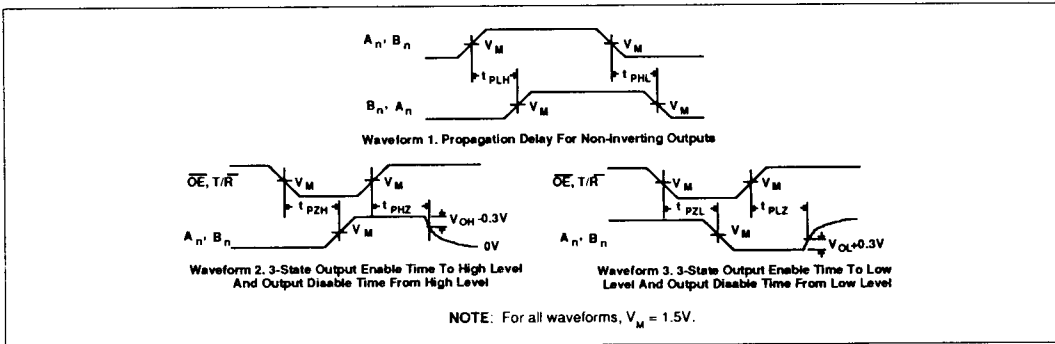 An, Bn
VM
VM
tPLH
tPHL
Bn, An
VM
VM
Waveform 1. Propagation Delay For Non-Inverting Outputs
OE, T/R
VM
VM
tPZH
tPHZ
VOH-0.3V
An, Bn
VM
0V
Waveform 2. 3-State Output Enable Time To High Level
And Output Disable Time From High Level
OE, T/R
VM
VM
tPZL
tPLZ
An, Bn
VM
VOL+0.3V
Waveform 3. 3-State Output Enable Time To Low
Level And Output Disable Time From Low Level
NOTE: For all waveforms, VM = 1.5V.